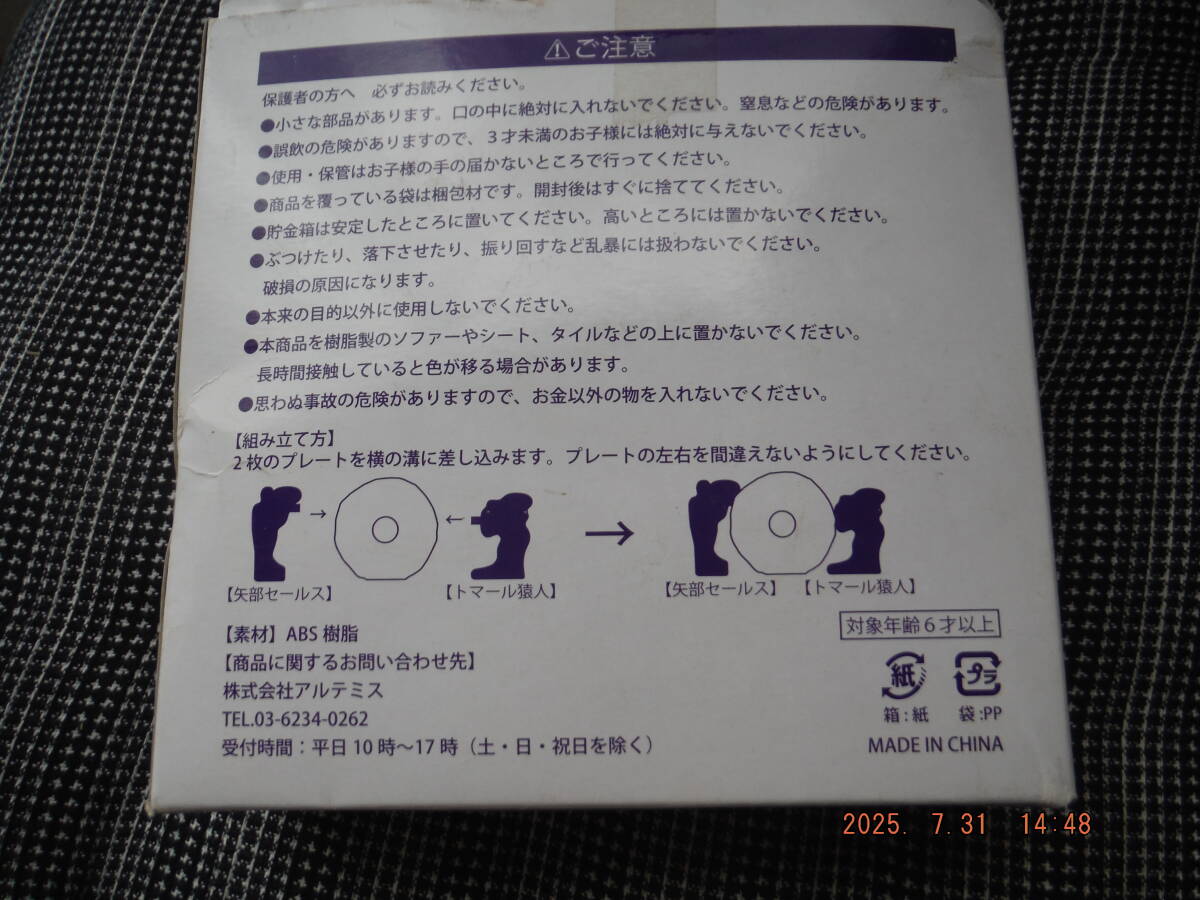 ⚠ご注意
保護者の方へ　必ずお読みください。
●小さな部品があります。口の中に絶対に入れないでください。窒息などの危険があります。
●誤飲の危険がありますので、３才未満のお子様には絶対に与えないでください。
●使用・保管はお子様の手の届かないところで行ってください。
●商品を覆っている袋は梱包材です。開封後はすぐに捨ててください。
●貯金箱は安定したところに置いてください。高いところには置かないでください。
●ぶつけたり、落下させたり、振り回すなど乱暴には扱わないでください。
破損の原因になります。
●本来の目的以外に使用しないでください。
●本商品を樹脂製のソファーやシート、タイルなどの上に置かないでください。
長時間接触していると色が移る場合があります。
●思わぬ事故の危険がありますので、お金以外の物を入れないでください。
【組み立て方】
2枚のプレートを横の溝に差し込みます。プレートの左右を間違えないようにしてください。
→ ← →
【矢部セールス】 【トマール猿人】 【矢部セールス】 【トマール猿人】
【素材】ABS樹脂
対象年齢６才以上
【商品に関するお問い合わせ先】
株式会社アルテミス
紙 プラ
TEL.03-6234-0262
箱:紙 袋:PP
受付時間：平日10時～17時（土・日・祝日を除く）
MADE IN CHINA
2025. 7.31 14:48